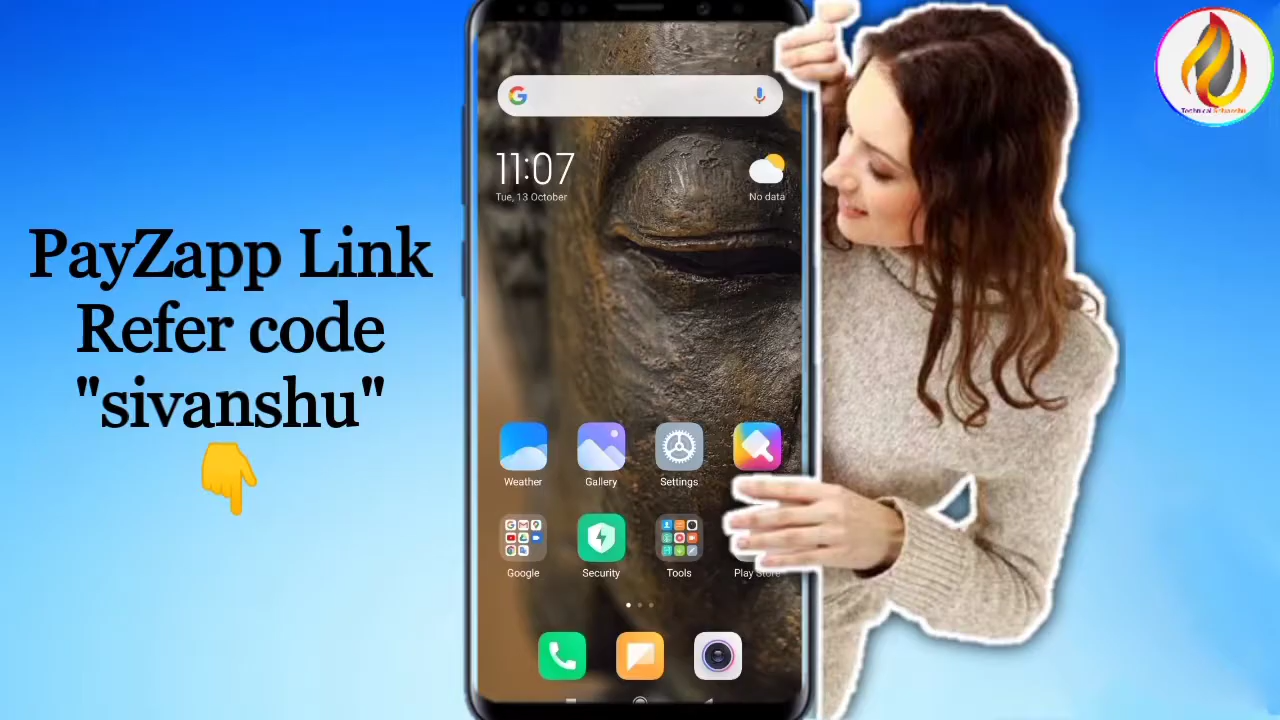 PayZapp Link
Refer code
"sivanshu"
11:07
Tue, 13 October
No data
Weather
Gallery
Settings
Google
Security
Tools
Play Store
Technical